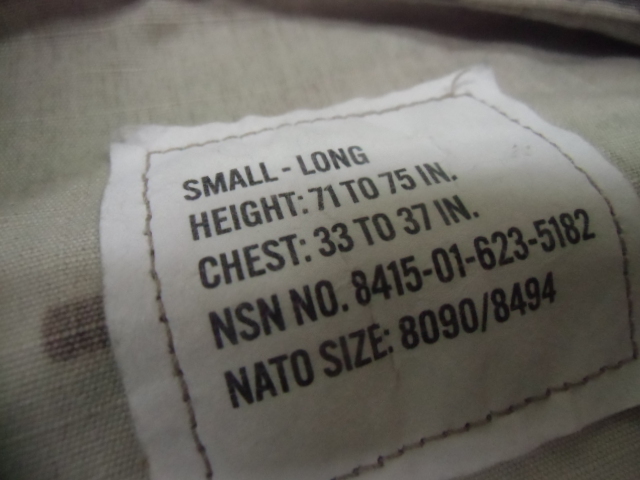 SMALL - LONG
HEIGHT: 71 TO 75 IN.
CHEST: 33 TO 37 IN.
NSN NO. 8415-01-623-5182
NATO SIZE: 8090/8494